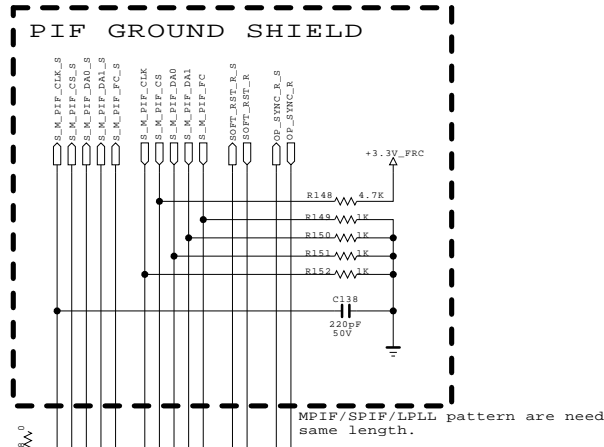 PIF GROUND SHIELD
S_M_PIF_CLK_S
S_M_PIF_CS_S
S_M_PIF_DA0_S
S_M_PIF_DA1_S
S_M_PIF_FC_S
S_M_PIF_CLK
S_M_PIF_CS
S_M_PIF_DA0
S_M_PIF_DA1
S_M_PIF_FC
SOFT_RST_R_S
SOFT_RST_R
OP_SYNC_R_S
OP_SYNC_R
+3.3V_FRC
R148 4.7K
R149 1K
R150 1K
R151 1K
R152 1K
C138
220pF
50V
MPIF/SPIF/LPLL pattern are need
same length.
0